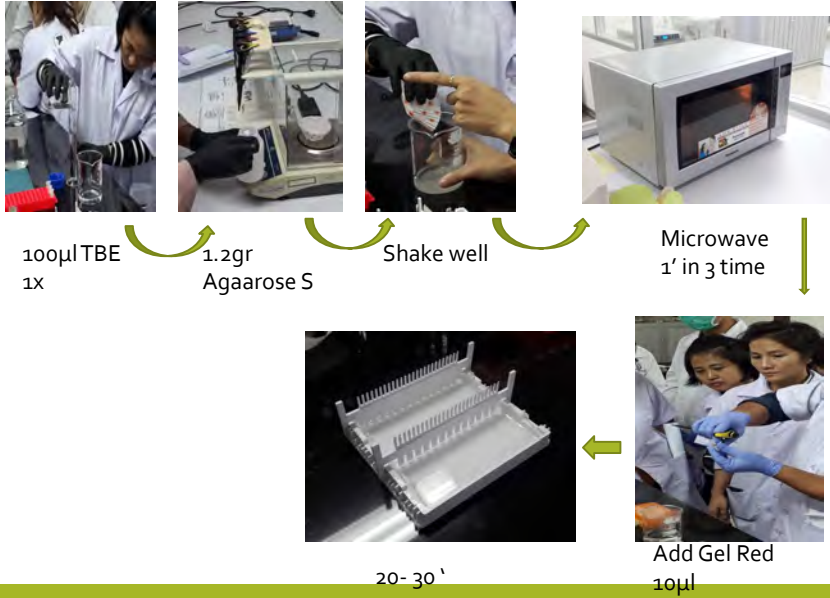 100µl TBE
1x
1.2gr
Agaarose S
Shake well
Microwave
1’ in 3 time
Add Gel Red
10µl
20- 30 ‘